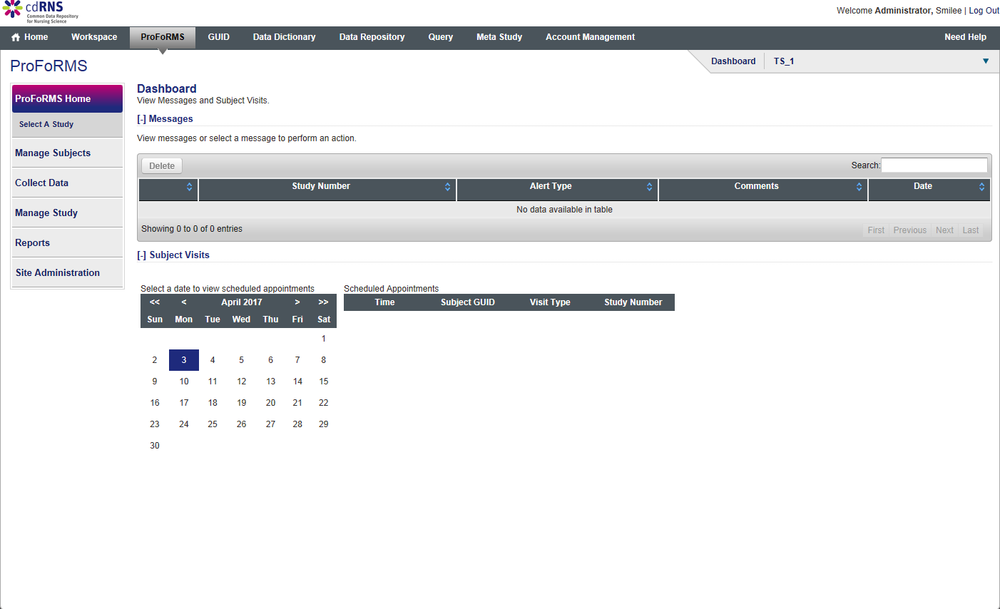 cdRNS
Common Data Repository
for Nursing Science
Welcome Administrator, Smilee | Log Out
Home Workspace ProFoRMS GUID Data Dictionary Data Repository Query Meta Study Account Management Need Help
Dashboard TS_1
ProFoRMS
ProFoRMS Home
Select A Study
Manage Subjects
Collect Data
Manage Study
Reports
Site Administration
Dashboard
View Messages and Subject Visits.
[-] Messages
View messages or select a message to perform an action.
Delete Search:
Study Number Alert Type Comments Date
No data available in table
Showing 0 to 0 of 0 entries First Previous Next Last
[-] Subject Visits
Select a date to view scheduled appointments
<< < April 2017 > >>
Sun Mon Tue Wed Thu Fri Sat
1
2 3 4 5 6 7 8
9 10 11 12 13 14 15
16 17 18 19 20 21 22
23 24 25 26 27 28 29
30
Scheduled Appointments
Time Subject GUID Visit Type Study Number